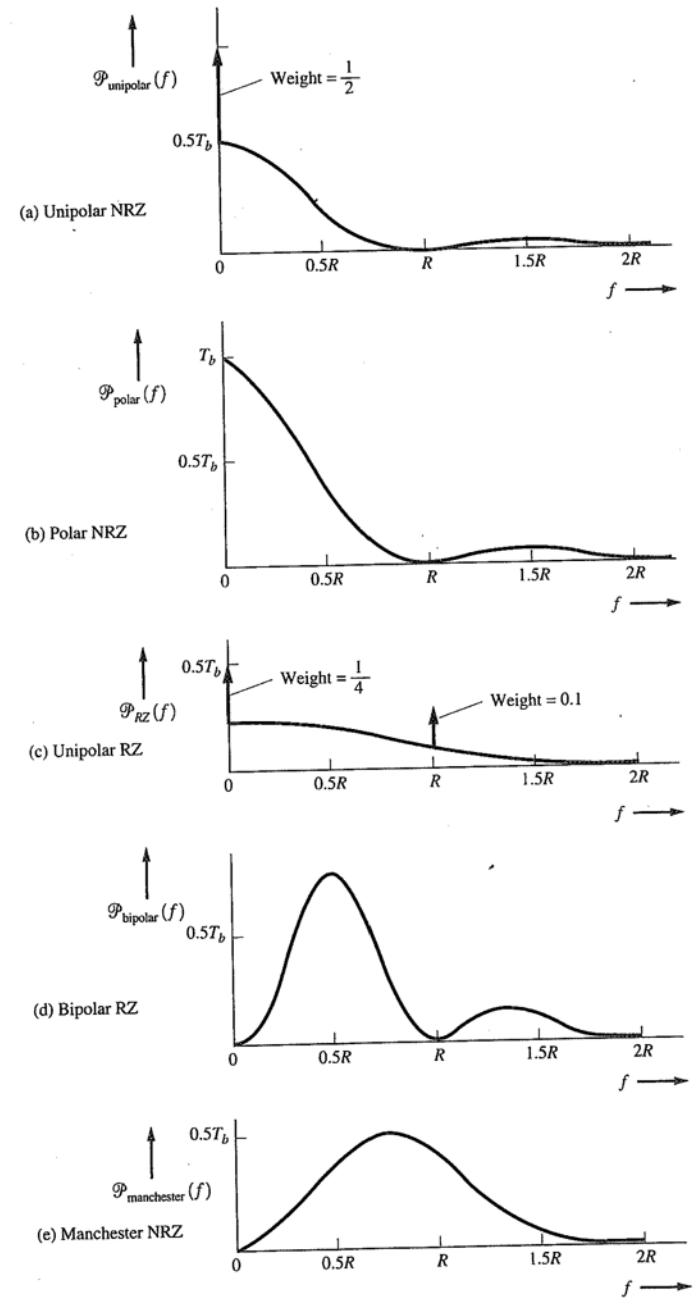 𝒫unipolar(f)
Weight = 1/2
0.5Tb
(a) Unipolar NRZ
0 0.5R R 1.5R 2R
f
Tb
𝒫polar(f)
0.5Tb
(b) Polar NRZ
0 0.5R R 1.5R 2R
f
0.5Tb
Weight = 1/4
𝒫RZ(f)
Weight = 0.1
(c) Unipolar RZ
0 0.5R R 1.5R 2R
f
𝒫bipolar(f)
0.5Tb
(d) Bipolar RZ
0 0.5R R 1.5R 2R
f
0.5Tb
𝒫manchester(f)
(e) Manchester NRZ
0 0.5R R 1.5R 2R
f